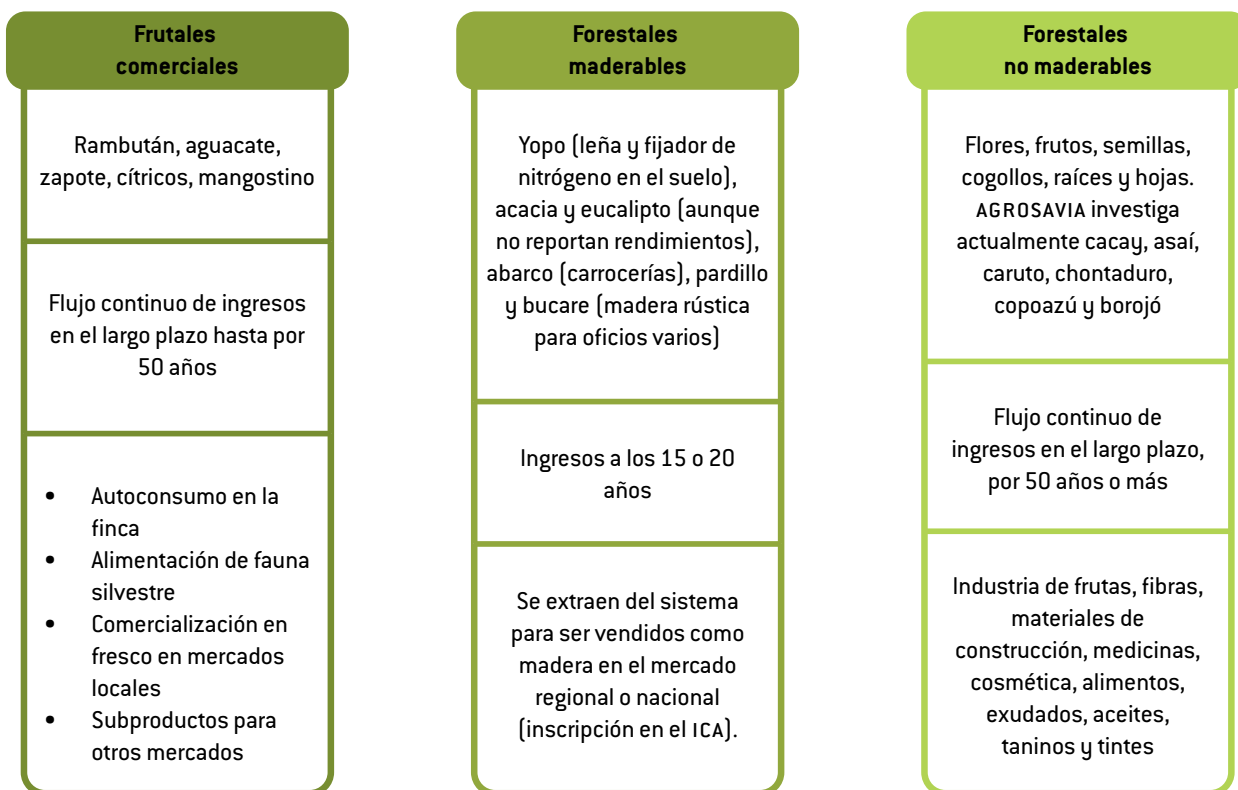 Frutales
comerciales
Rambután, aguacate,
zapote, cítricos, mangostino
Flujo continuo de ingresos
en el largo plazo hasta por
50 años
• Autoconsumo en la
finca
• Alimentación de fauna
silvestre
• Comercialización en
fresco en mercados
locales
• Subproductos para
otros mercados
Forestales
maderables
Yopo (leña y fijador de
nitrógeno en el suelo),
acacia y eucalipto (aunque
no reportan rendimientos),
abarco (carrocerías), pardillo
y bucare (madera rústica
para oficios varios)
Ingresos a los 15 o 20
años
Se extraen del sistema
para ser vendidos como
madera en el mercado
regional o nacional
(inscripción en el ICA).
Forestales
no maderables
Flores, frutos, semillas,
cogollos, raíces y hojas.
AGROSAVIA investiga
actualmente cacay, asaí,
caruto, chontaduro,
copoazú y borojó
Flujo continuo de
ingresos en el largo plazo,
por 50 años o más
Industria de frutas, fibras,
materiales de
construcción, medicinas,
cosmética, alimentos,
exudados, aceites,
taninos y tintes